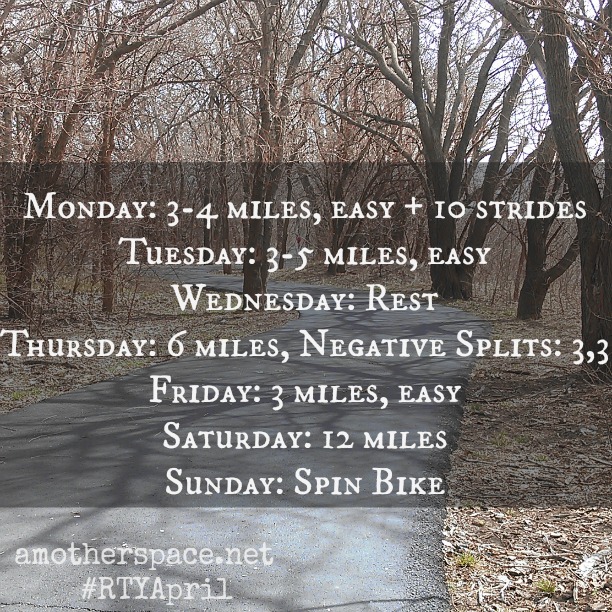 Monday: 3-4 miles, easy + 10 strides
Tuesday: 3-5 miles, easy
Wednesday: Rest
Thursday: 6 miles, Negative Splits: 3,3
Friday: 3 miles, easy
Saturday: 12 miles
Sunday: Spin Bike
amotherspace.net
#RTYApril